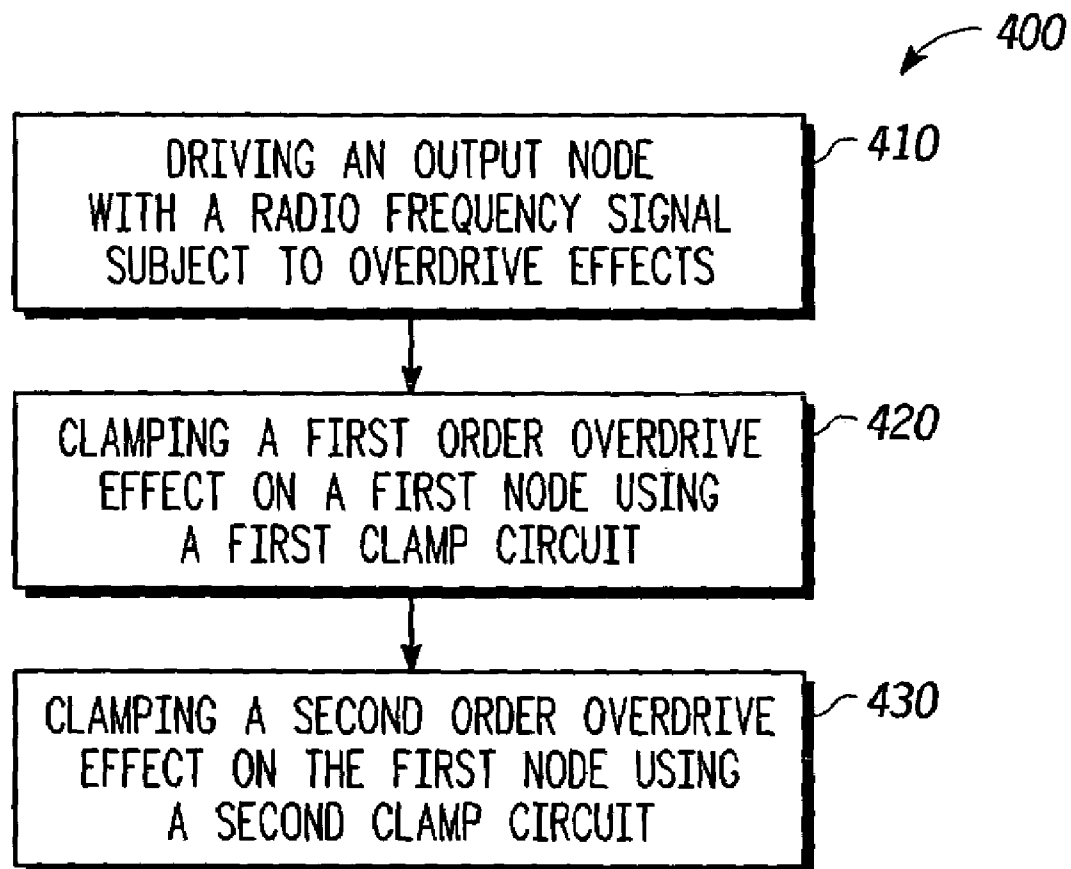 400
DRIVING AN OUTPUT NODE
WITH A RADIO FREQUENCY SIGNAL
SUBJECT TO OVERDRIVE EFFECTS
410
CLAMPING A FIRST ORDER OVERDRIVE
EFFECT ON A FIRST NODE USING
A FIRST CLAMP CIRCUIT
420
CLAMPING A SECOND ORDER OVERDRIVE
EFFECT ON THE FIRST NODE USING
A SECOND CLAMP CIRCUIT
430